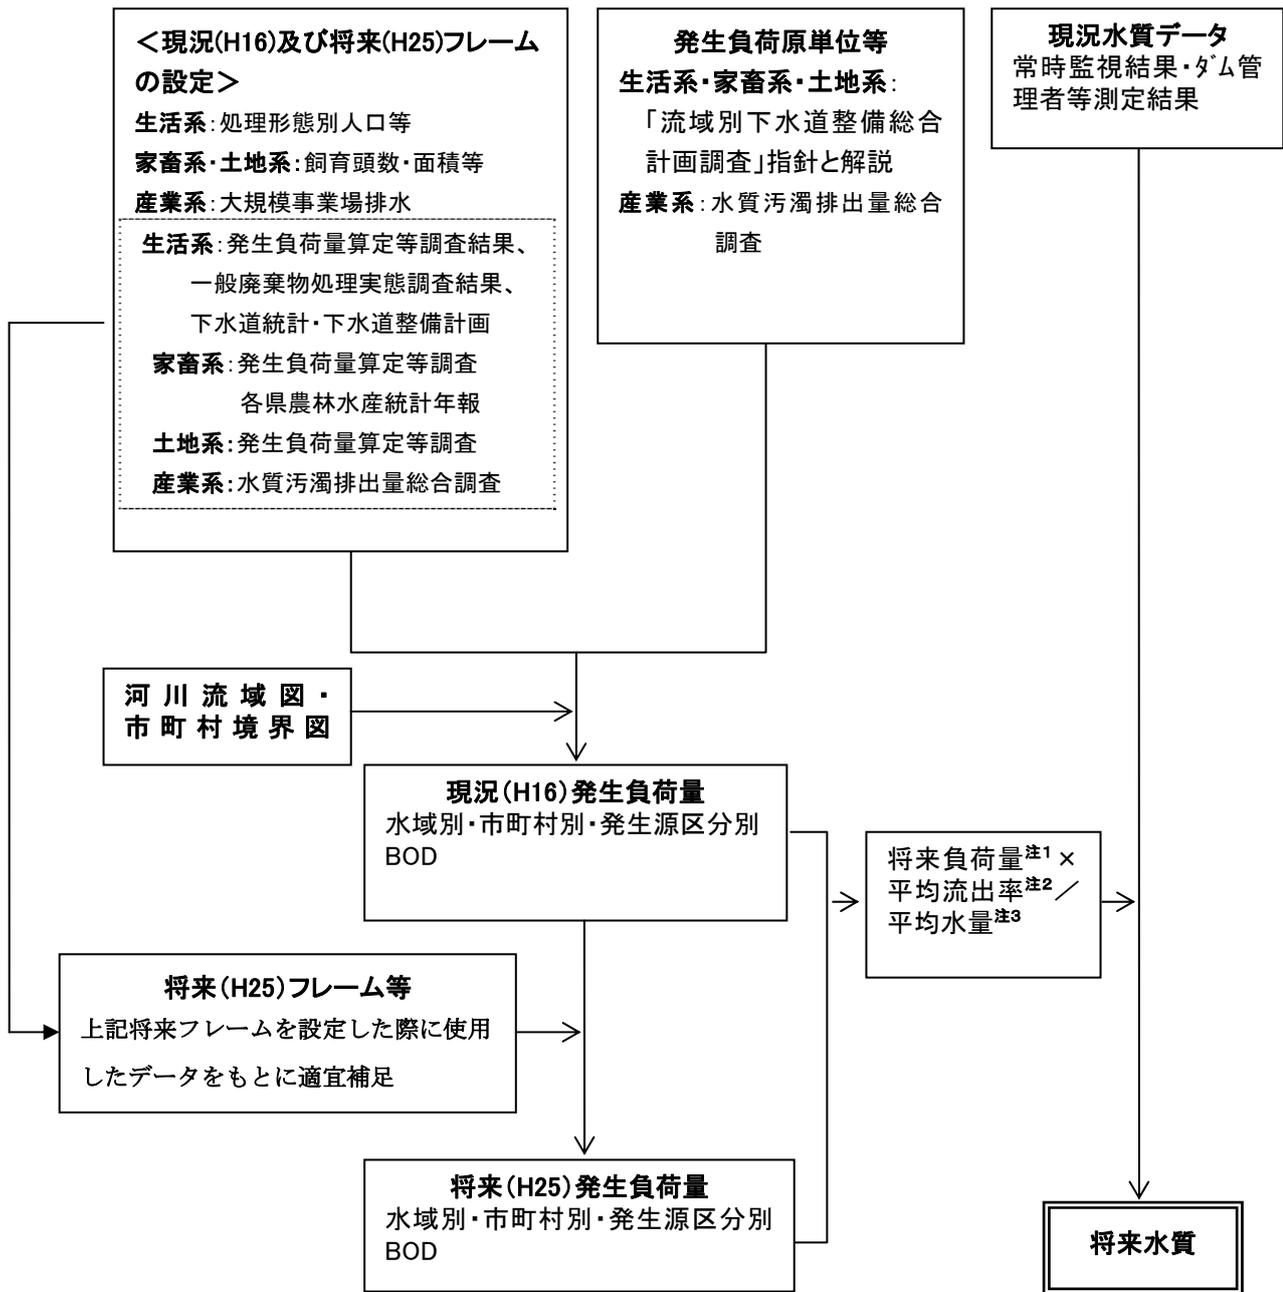 ＜現況(H16)及び将来(H25)フレーム
の設定＞
生活系：処理形態別人口等
家畜系・土地系：飼育頭数・面積等
産業系：大規模事業場排水
生活系：発生負荷量算定等調査結果、
一般廃棄物処理実態調査結果、
下水道統計・下水道整備計画
家畜系：発生負荷量算定等調査
各県農林水産統計年報
土地系：発生負荷量算定等調査
産業系：水質汚濁排出量総合調査
発生負荷原単位等
生活系・家畜系・土地系：
「流域別下水道整備総合
計画調査」指針と解説
産業系：水質汚濁排出量総合
調査
現況水質データ
常時監視結果・ﾀﾞﾑ管
理者等測定結果
河川流域図・
市町村境界図
現況(H16)発生負荷量
水域別・市町村別・発生源区分別
BOD
将来負荷量注1×
平均流出率注2／
平均水量注3
将来(H25)フレーム等
上記将来フレームを設定した際に使用
したデータをもとに適宜補足
将来(H25)発生負荷量
水域別・市町村別・発生源区分別
BOD
将来水質